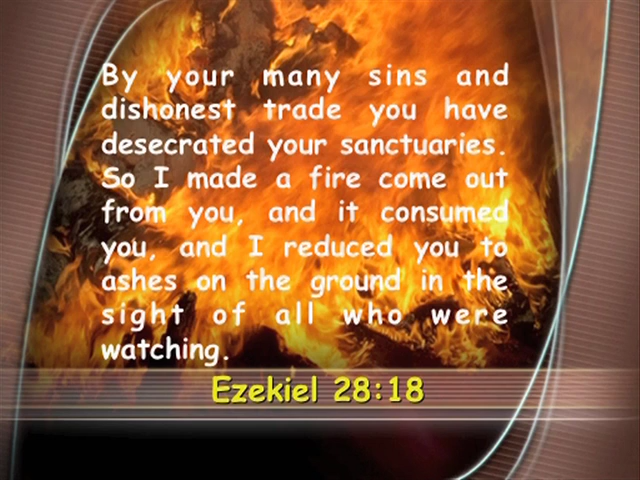 By your many sins and
dishonest trade you have
desecrated your sanctuaries.
So I made a fire come out
from you, and it consumed
you, and I reduced you to
ashes on the ground in the
sight of all who were
watching.
Ezekiel 28:18